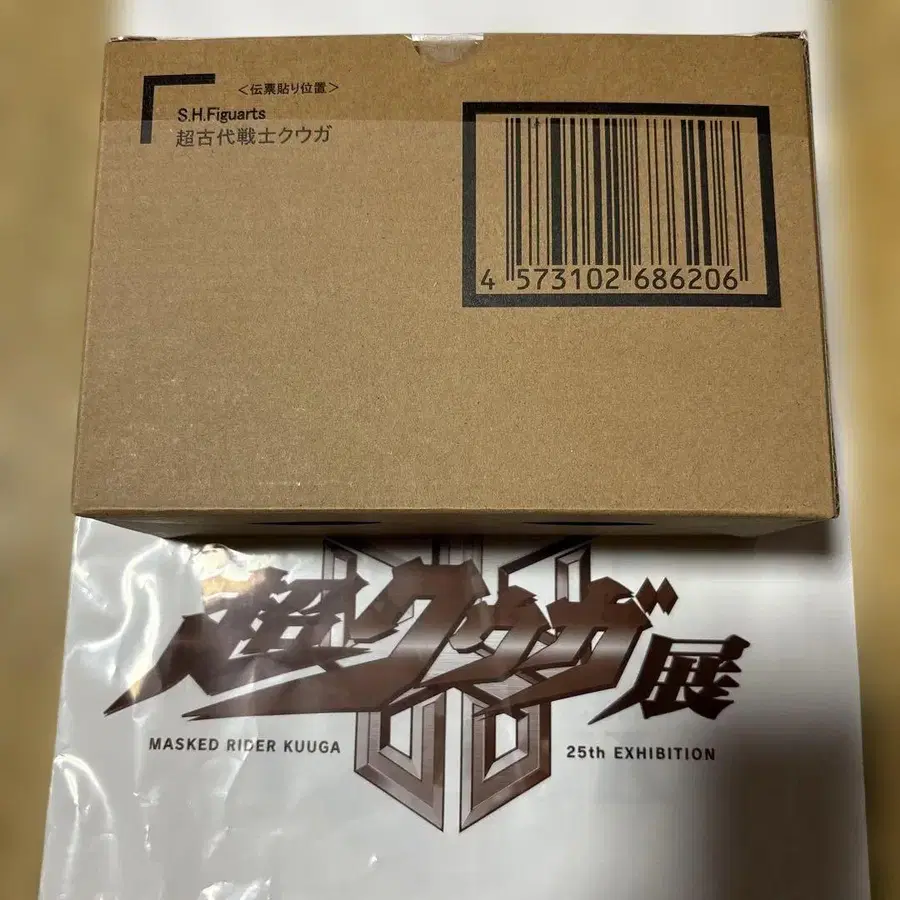 <伝票貼り位置>
S.H.Figuarts
超古代戦士クウガ
4 573102 686206
超クウガ展
MASKED RIDER KUUGA
25th EXHIBITION